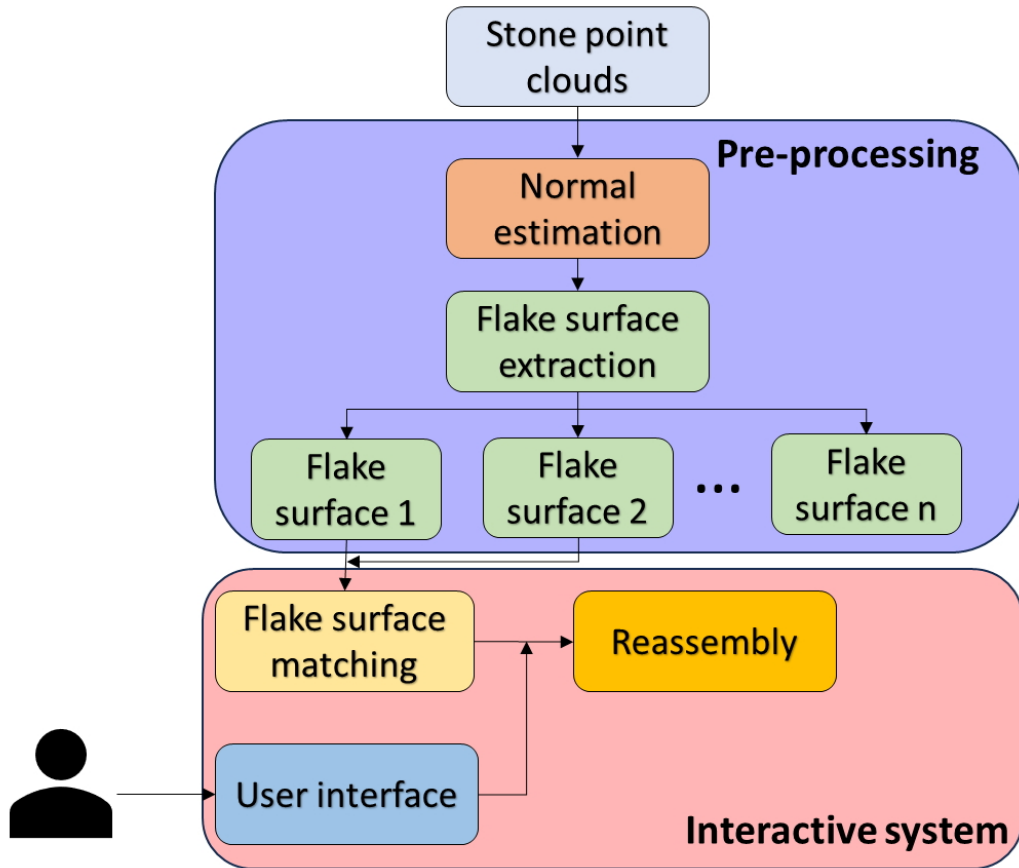 Stone point
clouds
Pre-processing
Normal
estimation
Flake surface
extraction
Flake
surface 1
Flake
surface 2
...
Flake
surface n
Flake surface
matching
Reassembly
User interface
Interactive system